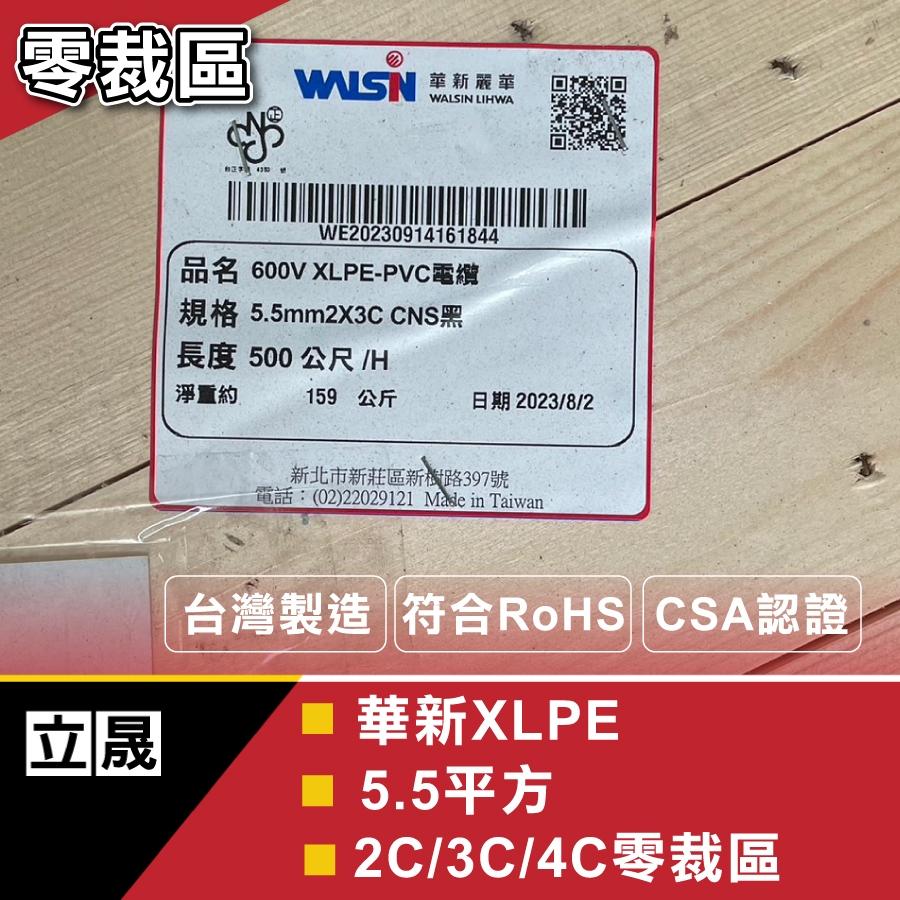 零裁區
WALSIN 華新麗華
WALSIN LIHWA
WE20230914161844
品名 600V XLPE-PVC電纜
規格 5.5mm2X3C CNS黑
長度 500 公尺 /H
淨重約 159 公斤 日期 2023/8/2
新北市新莊區新樹路397號
電話:(02)22029121 Made in Taiwan
台灣製造 符合RoHS CSA認證
立晟
華新XLPE
5.5平方
2C/3C/4C零裁區